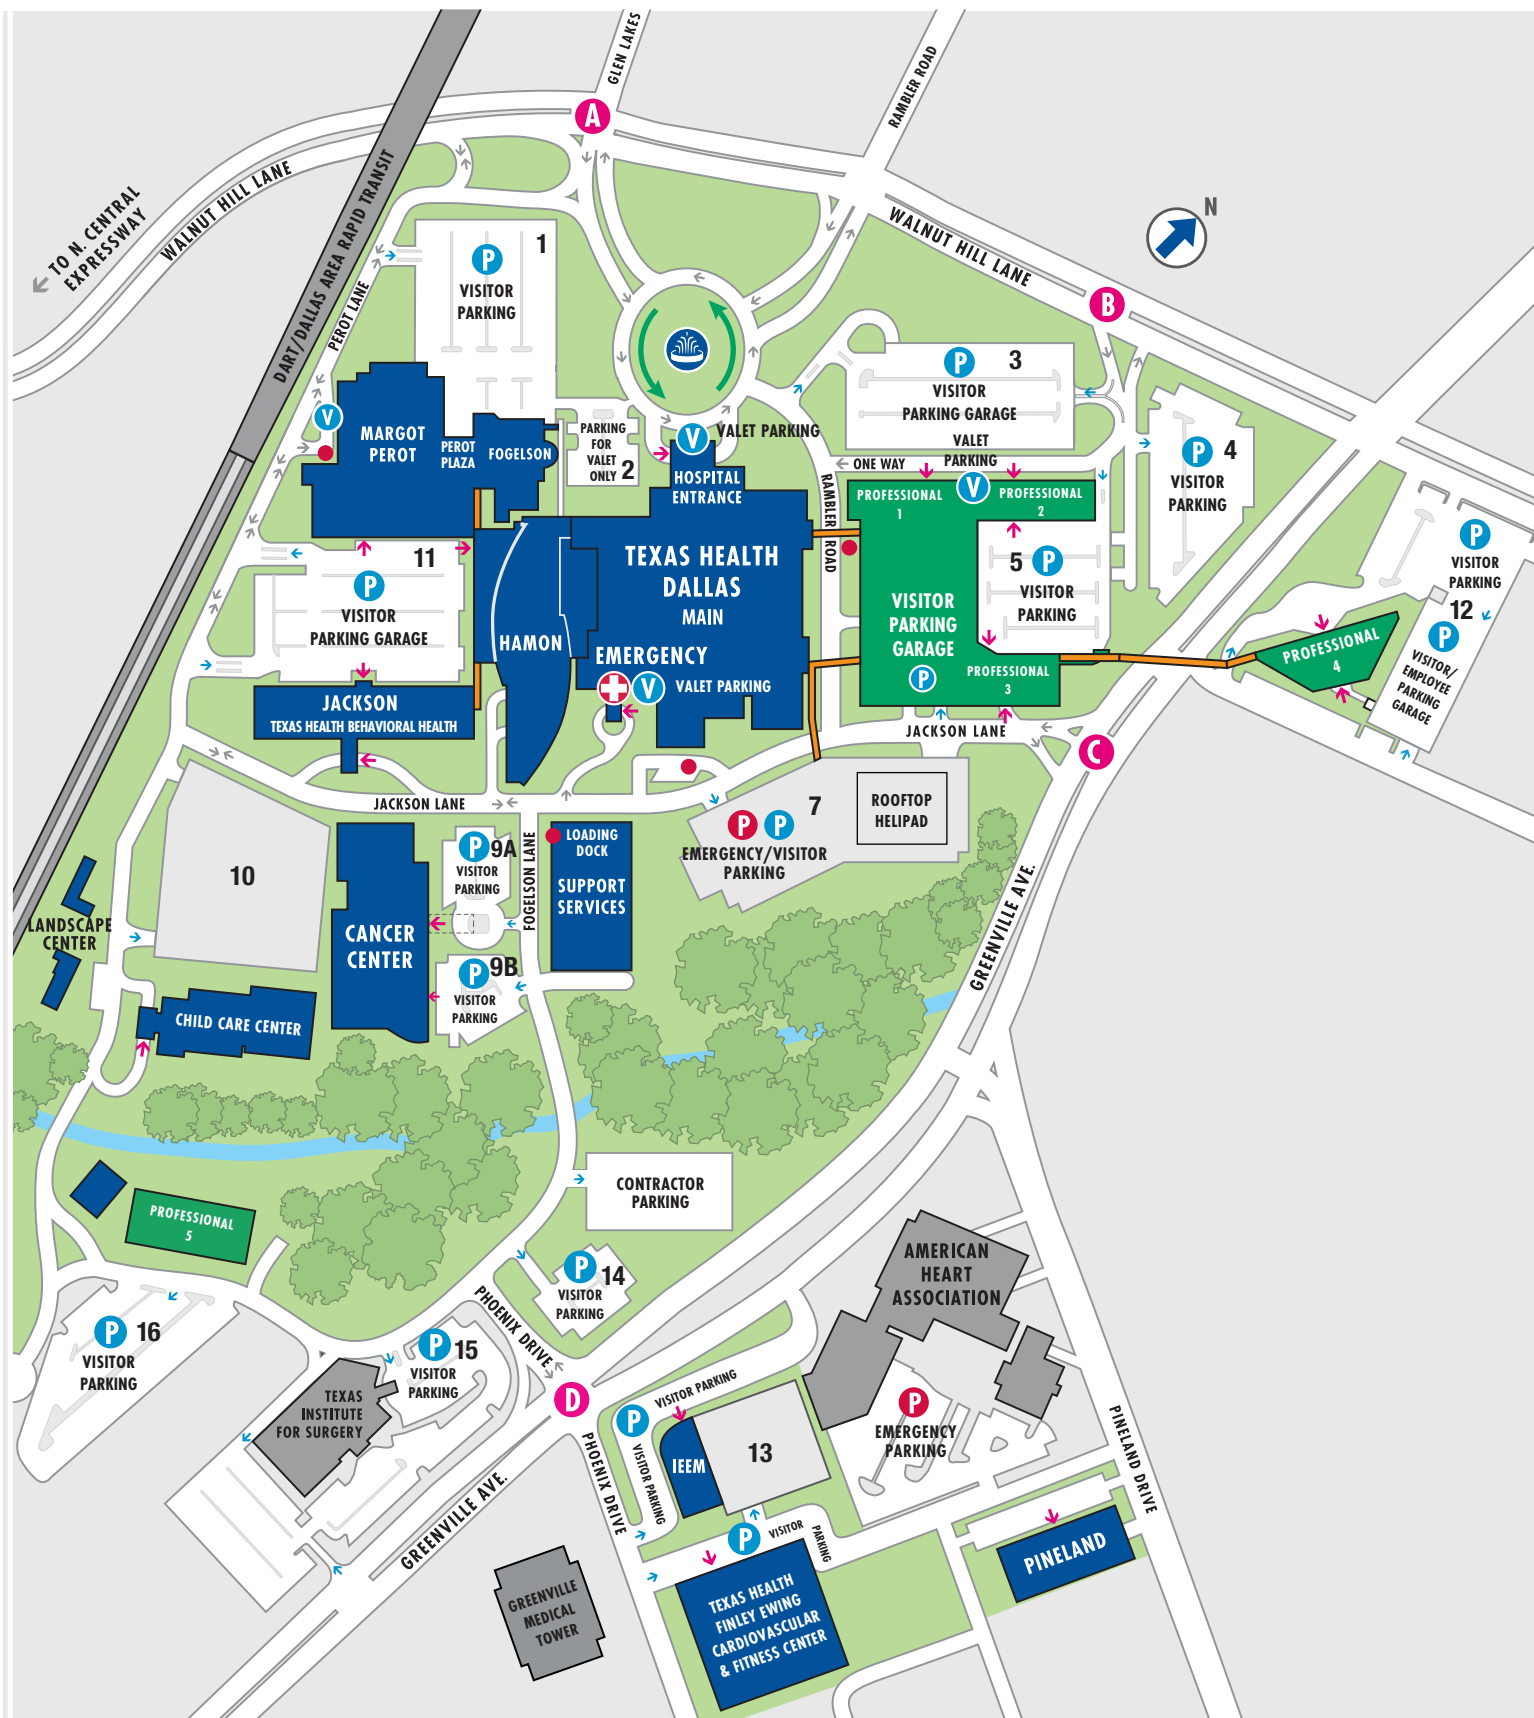 GLEN LAKES
RAMBLER ROAD
A
WALNUT HILL LANE
TO N. CENTRAL
EXPRESSWAY
DART/DALLAS AREA RAPID TRANSIT
PEROT LANE
N
WALNUT HILL LANE
B
1
P
VISITOR
PARKING
V
MARGOT
PEROT
PEROT
PLAZA
FOGELSON
PARKING
FOR
VALET
ONLY
2
V
VALET PARKING
HOSPITAL
ENTRANCE
P
3
VISITOR
PARKING GARAGE
VALET
PARKING
V
ONE WAY
P
4
VISITOR
PARKING
PROFESSIONAL
1
PROFESSIONAL
2
RAMBLER ROAD
5
P
VISITOR
PARKING
P
VISITOR
PARKING
12
P
VISITOR/
EMPLOYEE
PARKING
GARAGE
PROFESSIONAL
4
11
P
VISITOR
PARKING GARAGE
HAMON
TEXAS HEALTH
DALLAS
MAIN
EMERGENCY
V
VALET PARKING
VISITOR
PARKING
GARAGE
P
PROFESSIONAL
3
JACKSON
TEXAS HEALTH BEHAVIORAL HEALTH
JACKSON LANE
C
JACKSON LANE
7
P
P
EMERGENCY/VISITOR
PARKING
ROOFTOP
HELIPAD
10
LANDSCAPE
CENTER
CANCER
CENTER
P
9A
VISITOR
PARKING
FOGELSON LANE
LOADING
DOCK
SUPPORT
SERVICES
P
9B
VISITOR
PARKING
CHILD CARE CENTER
GREENVILLE AVE.
PROFESSIONAL
5
CONTRACTOR
PARKING
P
14
VISITOR
PARKING
PHOENIX DRIVE
AMERICAN
HEART
ASSOCIATION
P
16
VISITOR
PARKING
P
15
VISITOR
PARKING
TEXAS
INSTITUTE
FOR SURGERY
D
P
VISITOR PARKING
VISITOR PARKING
IEEM
13
P
EMERGENCY
PARKING
PINELAND DRIVE
GREENVILLE AVE.
PHOENIX DRIVE
P
VISITOR
PARKING
PINELAND
GREENVILLE
MEDICAL
TOWER
TEXAS HEALTH
FINLEY EWING
CARDIOVASCULAR
& FITNESS CENTER